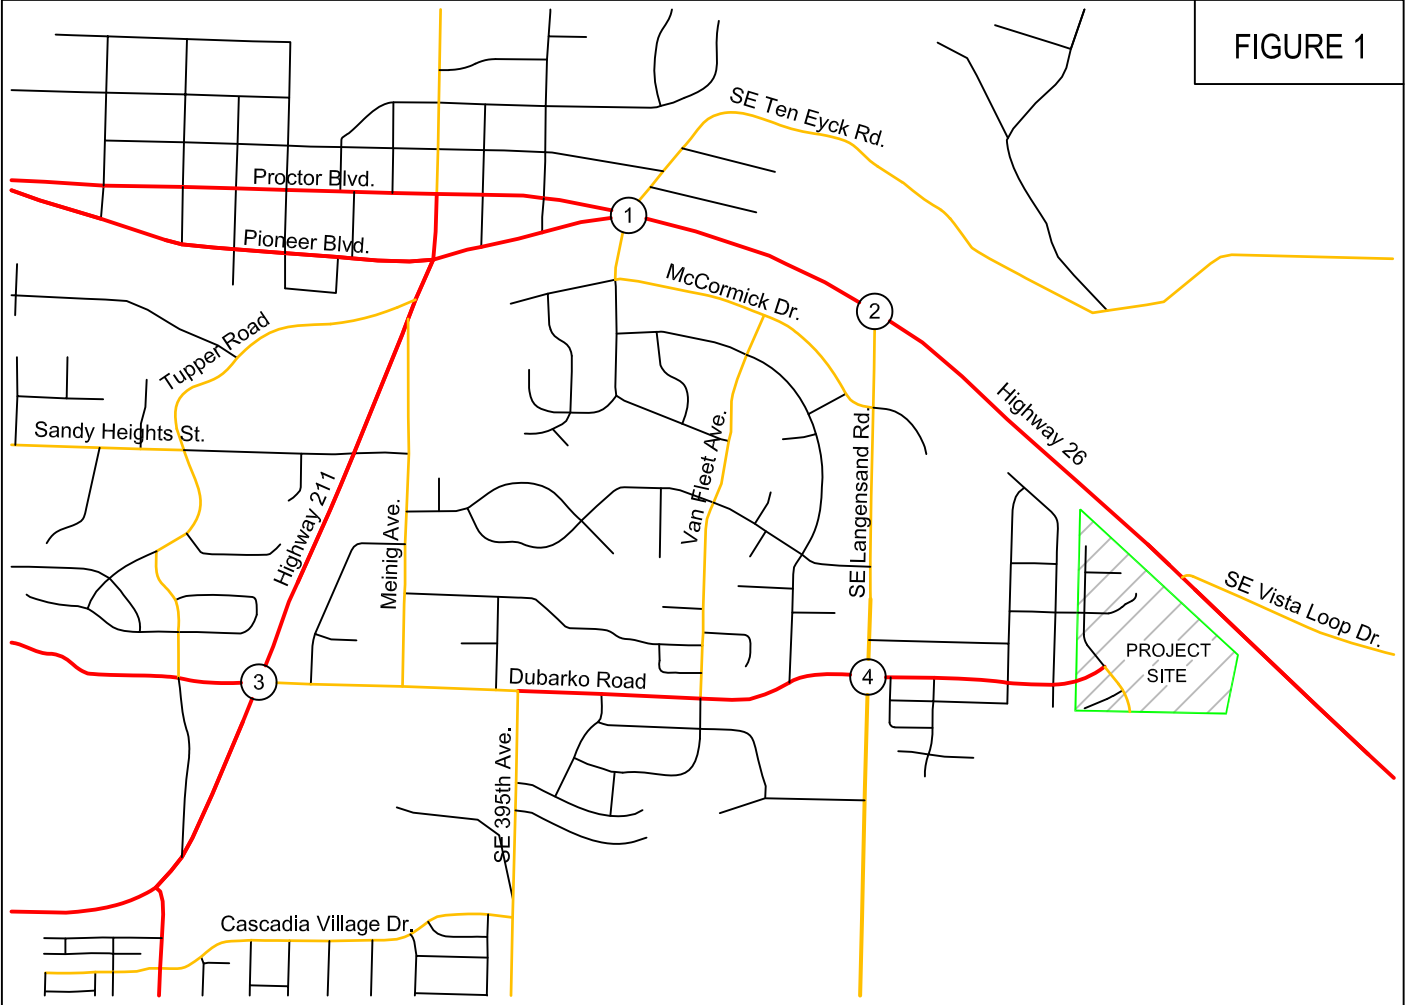 FIGURE 1
SE Ten Eyck Rd.
Proctor Blvd.
1
Pioneer Blvd.
McCormick Dr.
2
Tupper Road
Highway 26
Sandy Heights St.
Van Fleet Ave.
SE Langensand Rd.
Highway 211
Meinig Ave.
SE Vista Loop Dr.
PROJECT
SITE
3
Dubarko Road
4
SE 395th Ave.
Cascadia Village Dr.